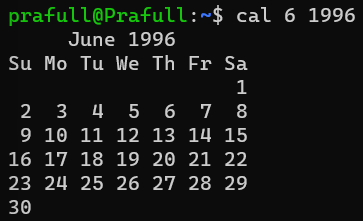 prafull@Prafull:~$ cal 6 1996
     June 1996
Su Mo Tu We Th Fr Sa
                   1
 2  3  4  5  6  7  8
 9 10 11 12 13 14 15
16 17 18 19 20 21 22
23 24 25 26 27 28 29
30